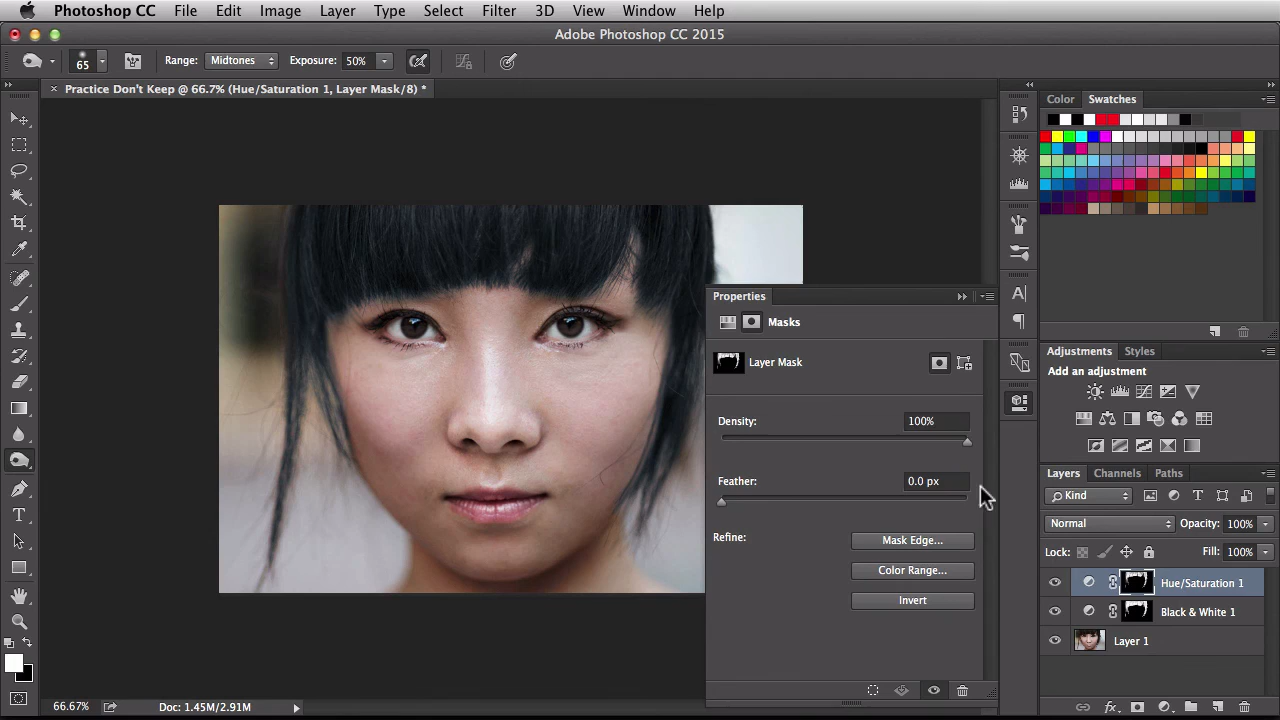 Photoshop CC File Edit Image Layer Type Select Filter 3D View Window Help
Adobe Photoshop CC 2015
65 Range: Midtones Exposure: 50%
× Practice Don't Keep @ 66.7% (Hue/Saturation 1, Layer Mask/8) *
Color Swatches
Properties
Masks
Layer Mask
Density: 100%
Feather: 0.0 px
Refine: Mask Edge...
Color Range...
Invert
Adjustments Styles
Add an adjustment
Layers Channels Paths
Kind
Normal Opacity: 100%
Lock: Fill: 100%
Hue/Saturation 1
Black & White 1
Layer 1
66.67% Doc: 1.45M/2.91M